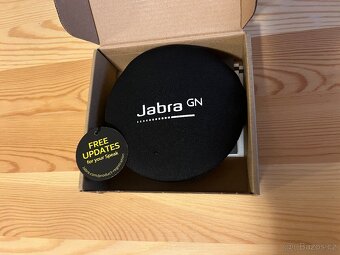 Jabra GN
FREE
UPDATES
for your Speak